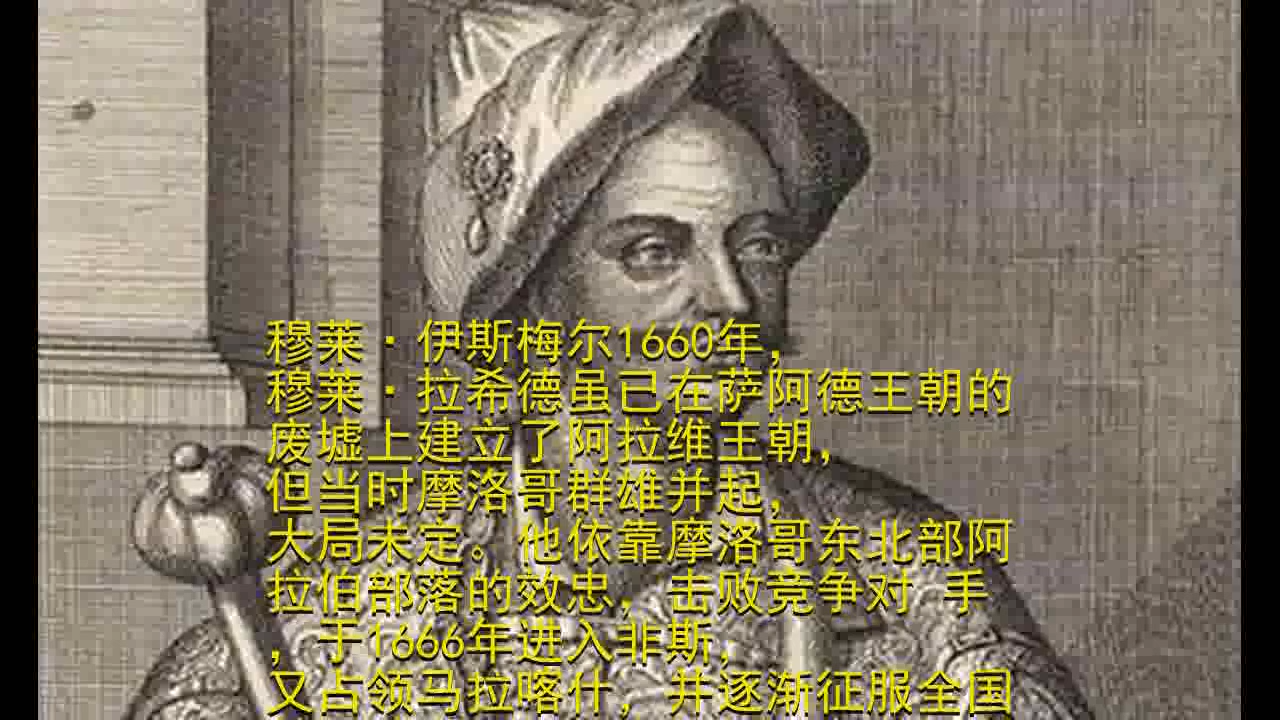 穆莱·伊斯梅尔1660年，
穆莱·拉希德虽已在萨阿德王朝的
废墟上建立了阿拉维王朝，
但当时摩洛哥群雄并起，
大局未定。他依靠摩洛哥东北部阿
拉伯部落的效忠，击败竞争对 手
，于1666年进入非斯，
又占领马拉喀什，并逐渐征服全国